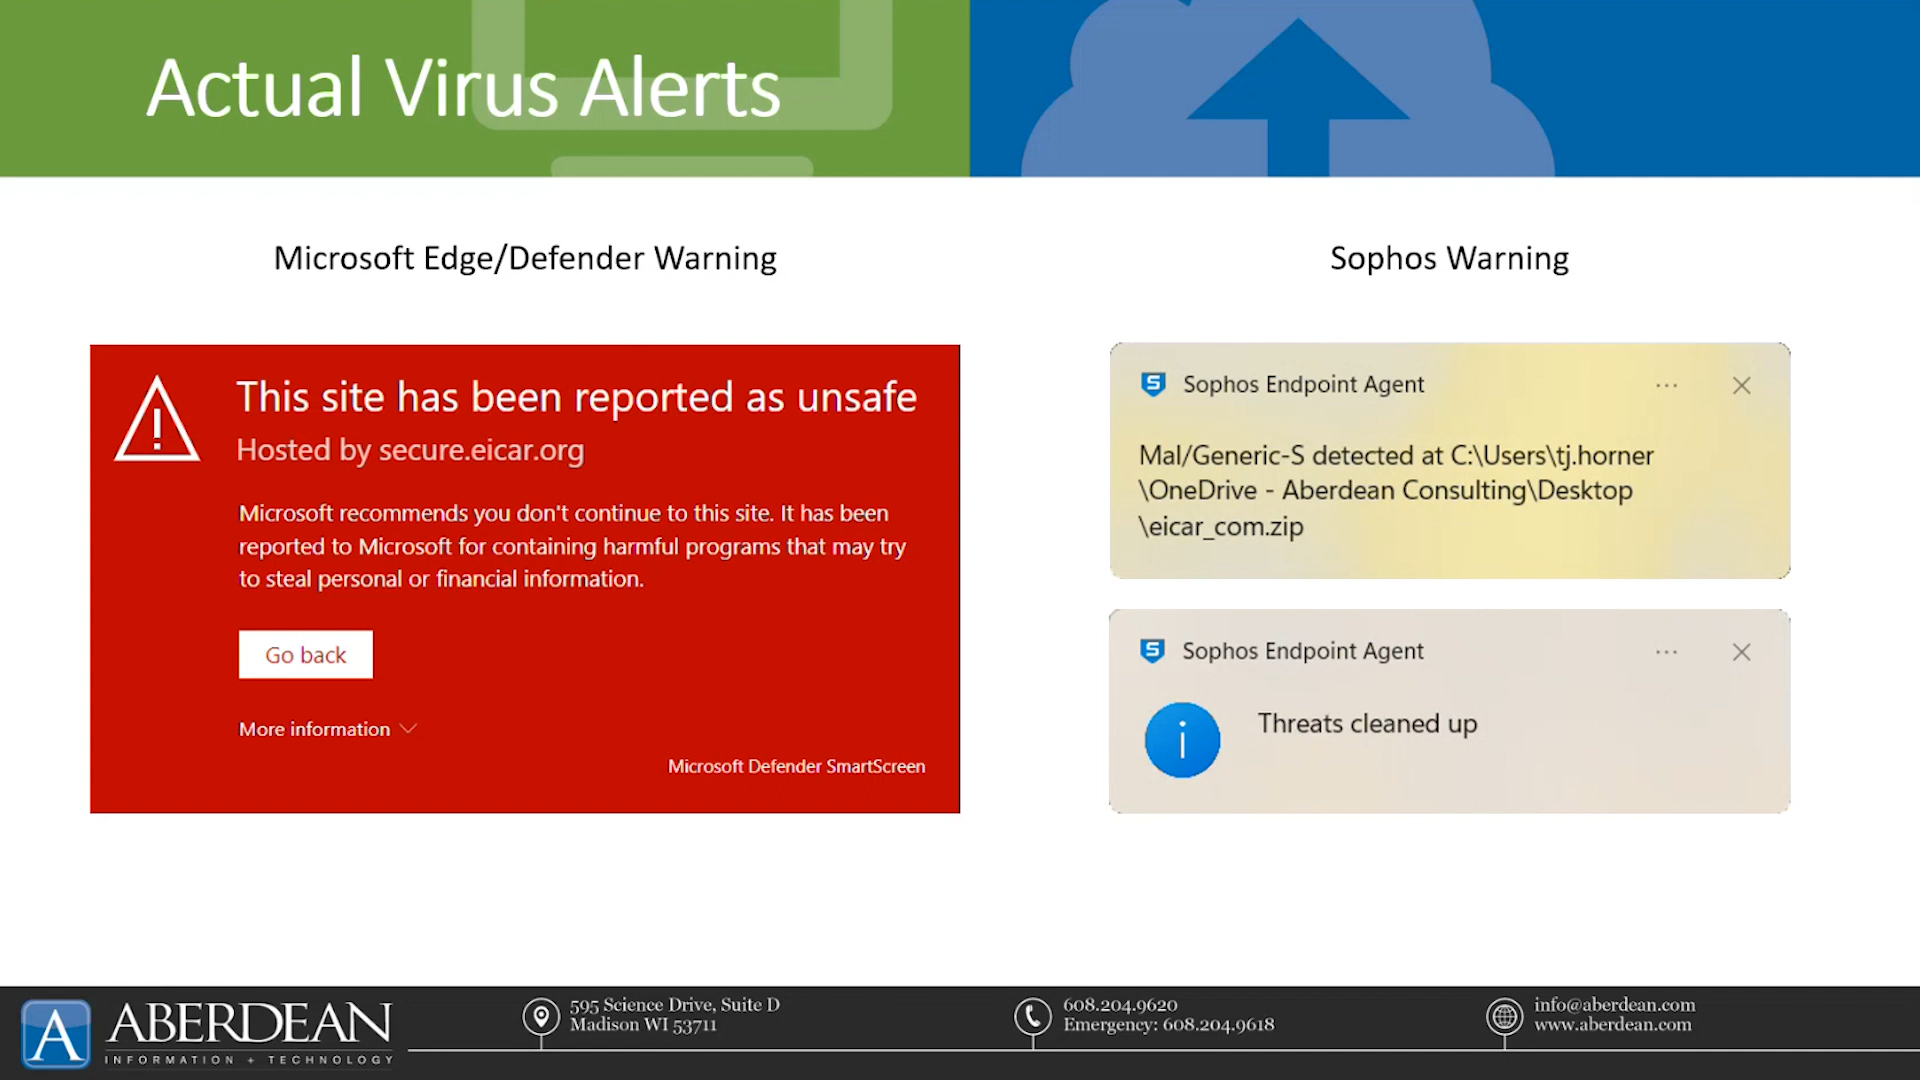 Actual Virus Alerts
Microsoft Edge/Defender Warning
This site has been reported as unsafe
Hosted by secure.eicar.org
Microsoft recommends you don't continue to this site. It has been
reported to Microsoft for containing harmful programs that may try
to steal personal or financial information.
Go back
More information
Microsoft Defender SmartScreen
Sophos Warning
S Sophos Endpoint Agent
Mal/Generic-S detected at C:\Users\tj.horner
\OneDrive - Aberdean Consulting\Desktop
\eicar_com.zip
S Sophos Endpoint Agent
i Threats cleaned up
A ABERDEAN
INFORMATION + TECHNOLOGY
595 Science Drive, Suite D
Madison WI 53711
608.204.9620
Emergency: 608.204.9618
info@aberdean.com
www.aberdean.com